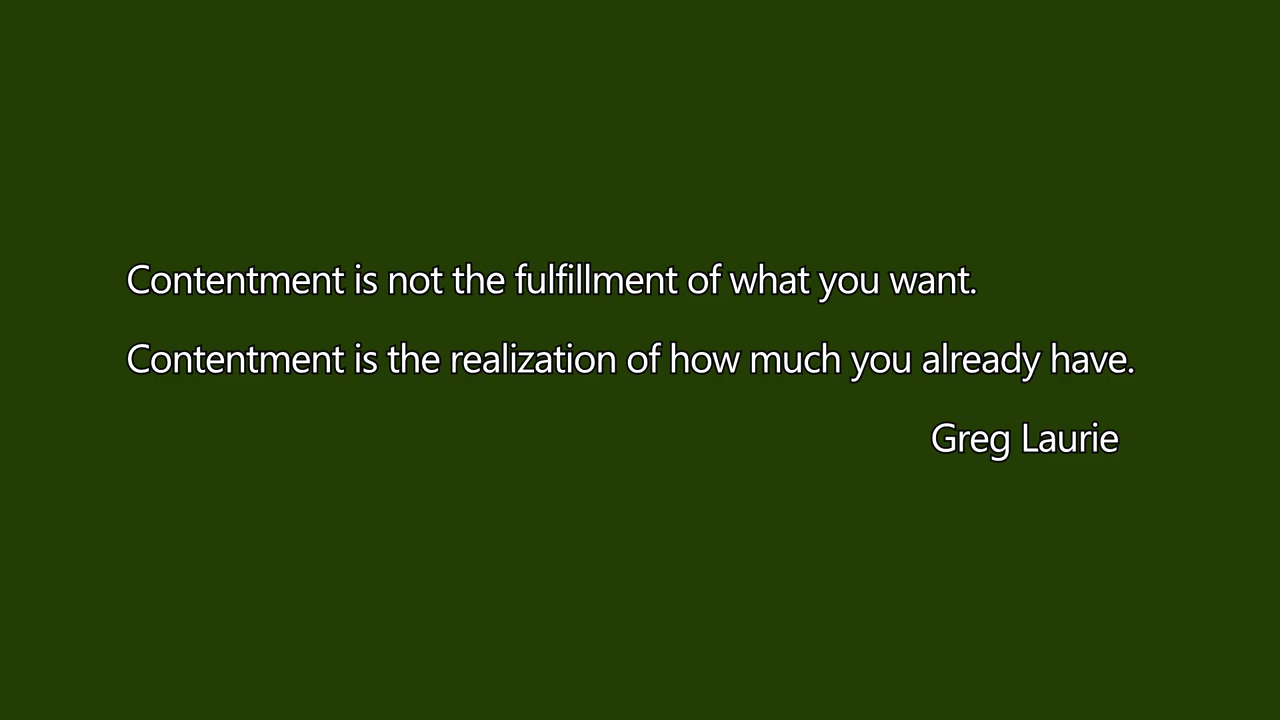 Contentment is not the fulfillment of what you want.
Contentment is the realization of how much you already have.
Greg Laurie